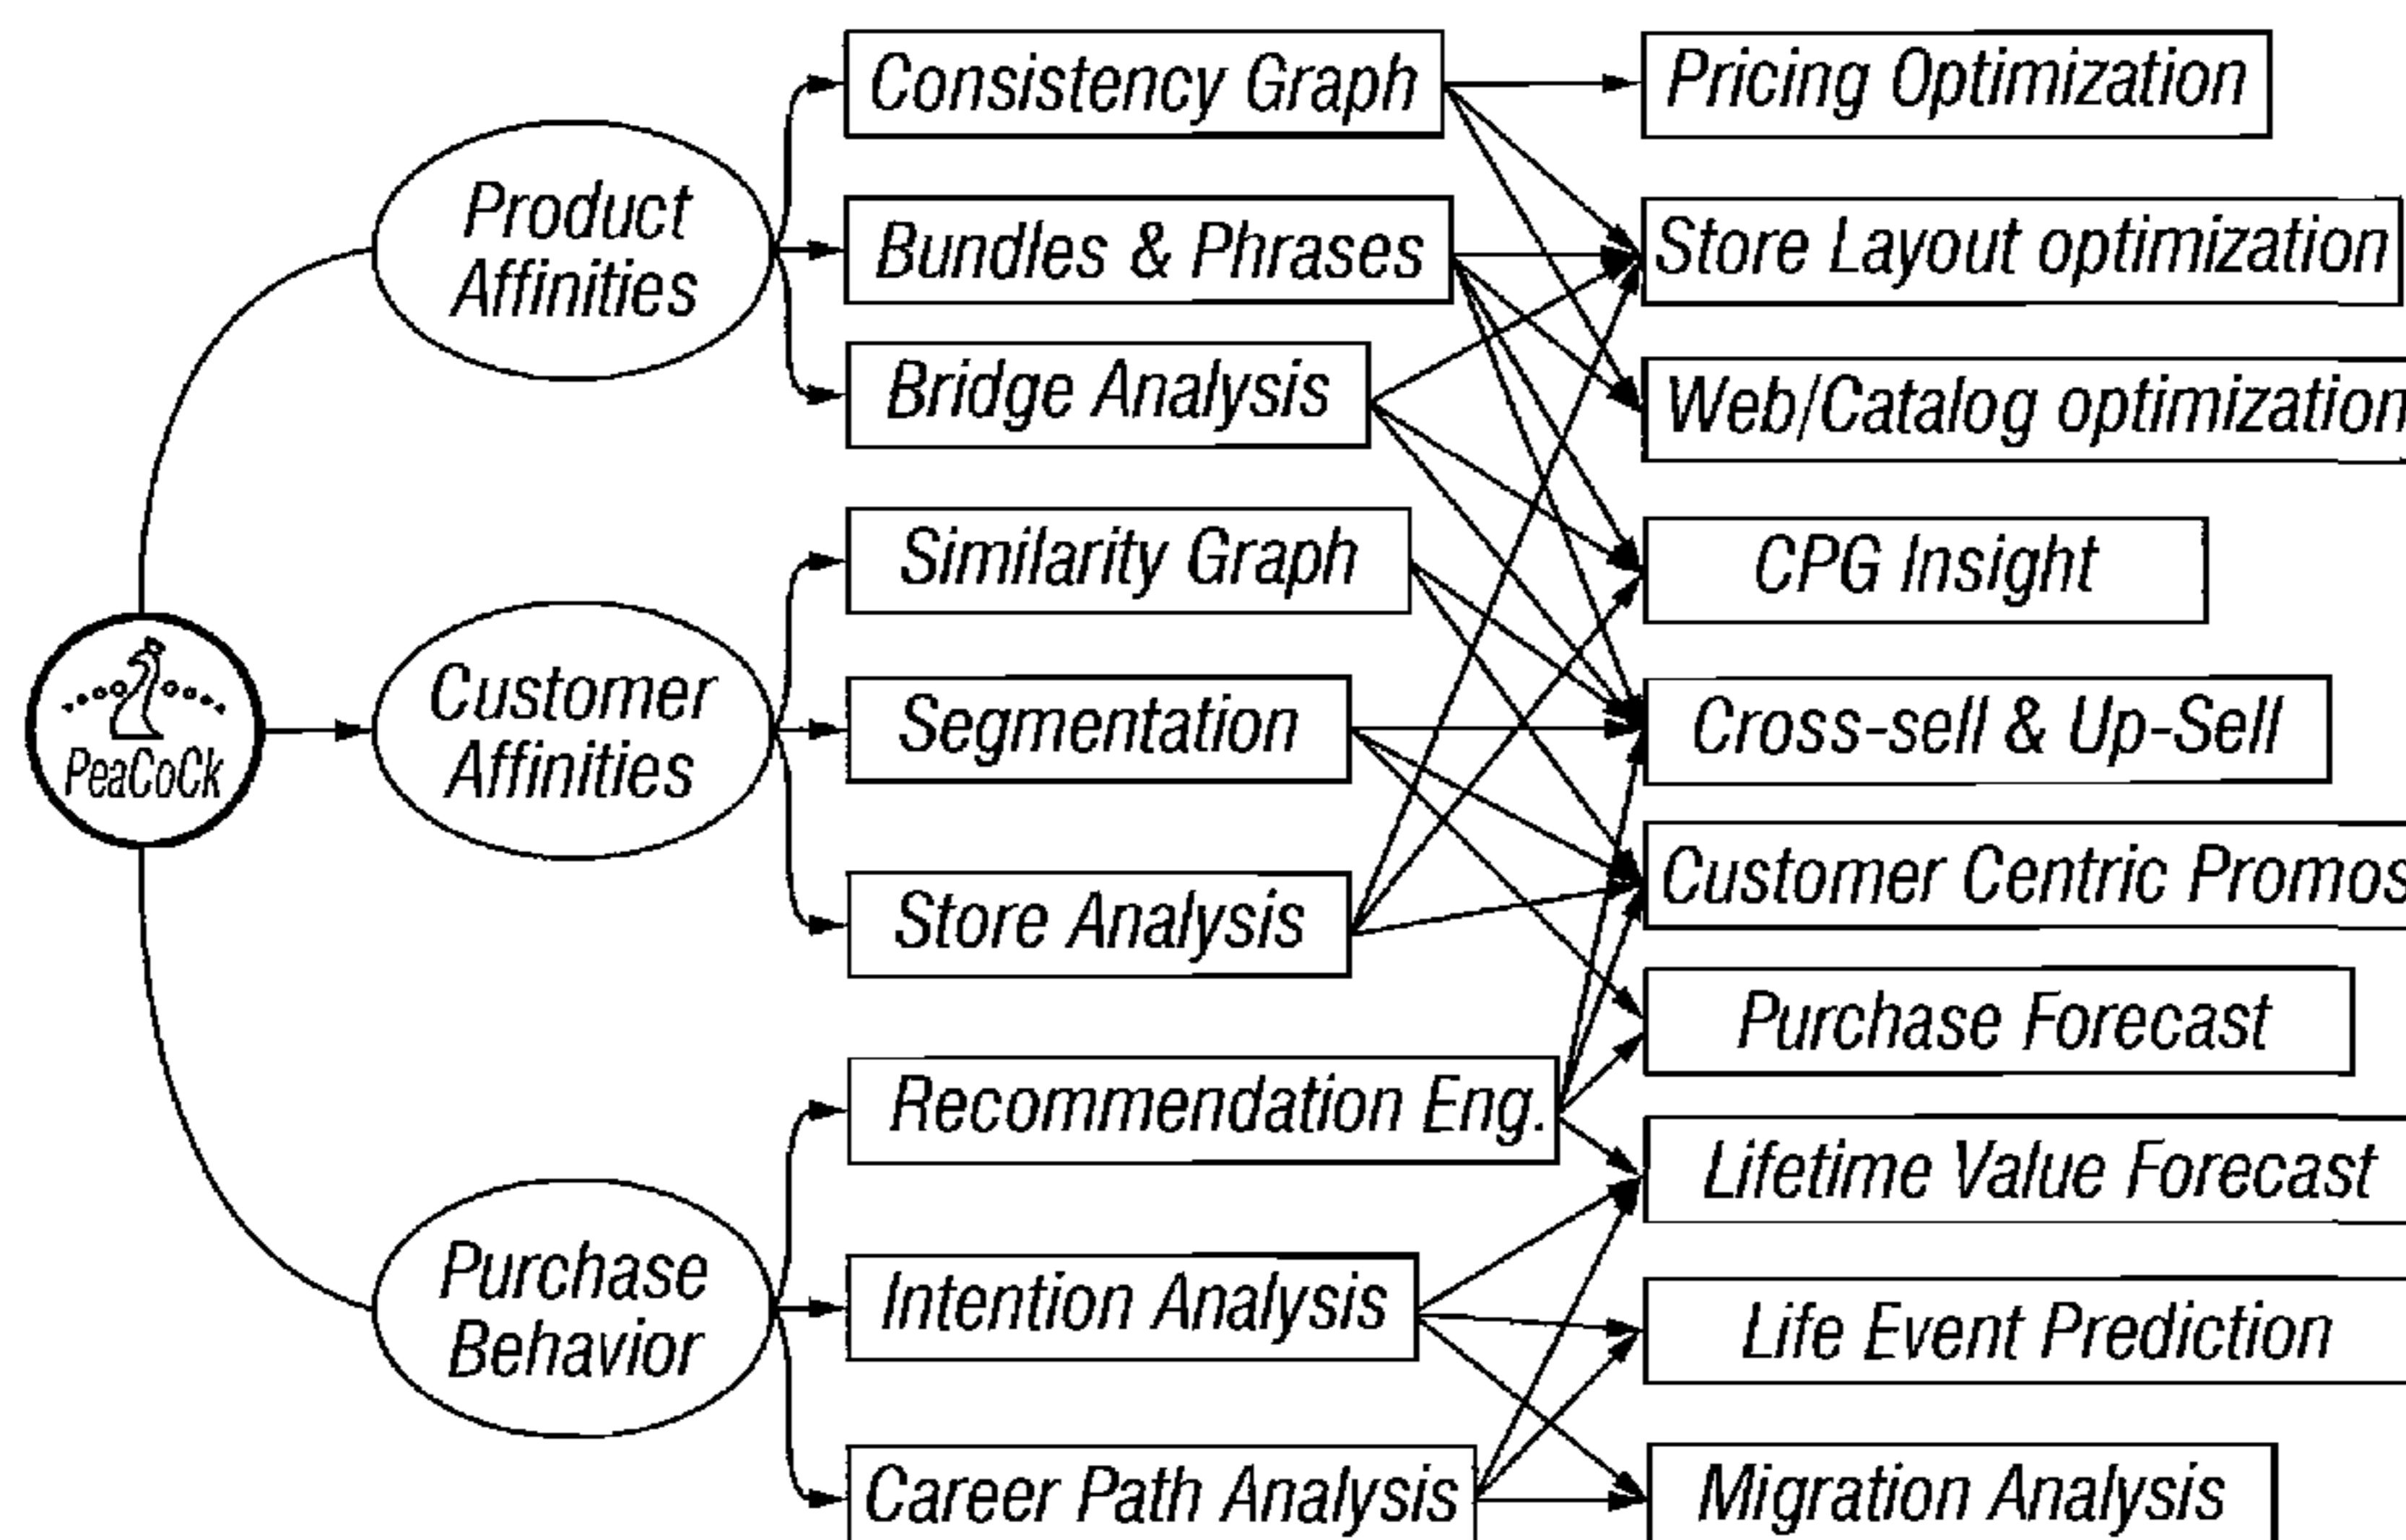 Consistency Graph
Pricing Optimization
Product
Affinities
Bundles & Phrases
Store Layout optimization
Bridge Analysis
Web/Catalog optimization
Similarity Graph
CPG Insight
PeaCoCk
Customer
Affinities
Segmentation
Cross-sell & Up-Sell
Store Analysis
Customer Centric Promos
Purchase Forecast
Recommendation Eng.
Lifetime Value Forecast
Purchase
Behavior
Intention Analysis
Life Event Prediction
Career Path Analysis
Migration Analysis